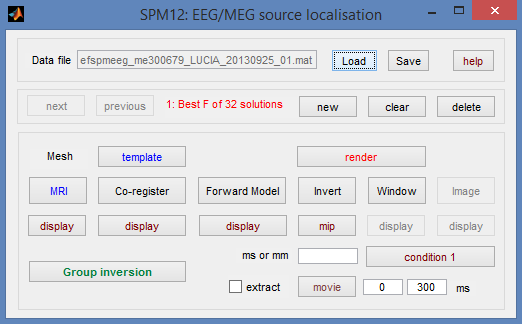 SPM12: EEG/MEG source localisation
Data file efspmeeg_me300679_LUCIA_20130925_01.mat Load Save help
next previous 1: Best F of 32 solutions new clear delete
Mesh template render
MRI Co-register Forward Model Invert Window Image
display display display mip display display
ms or mm condition 1
Group inversion
extract movie 0 300 ms